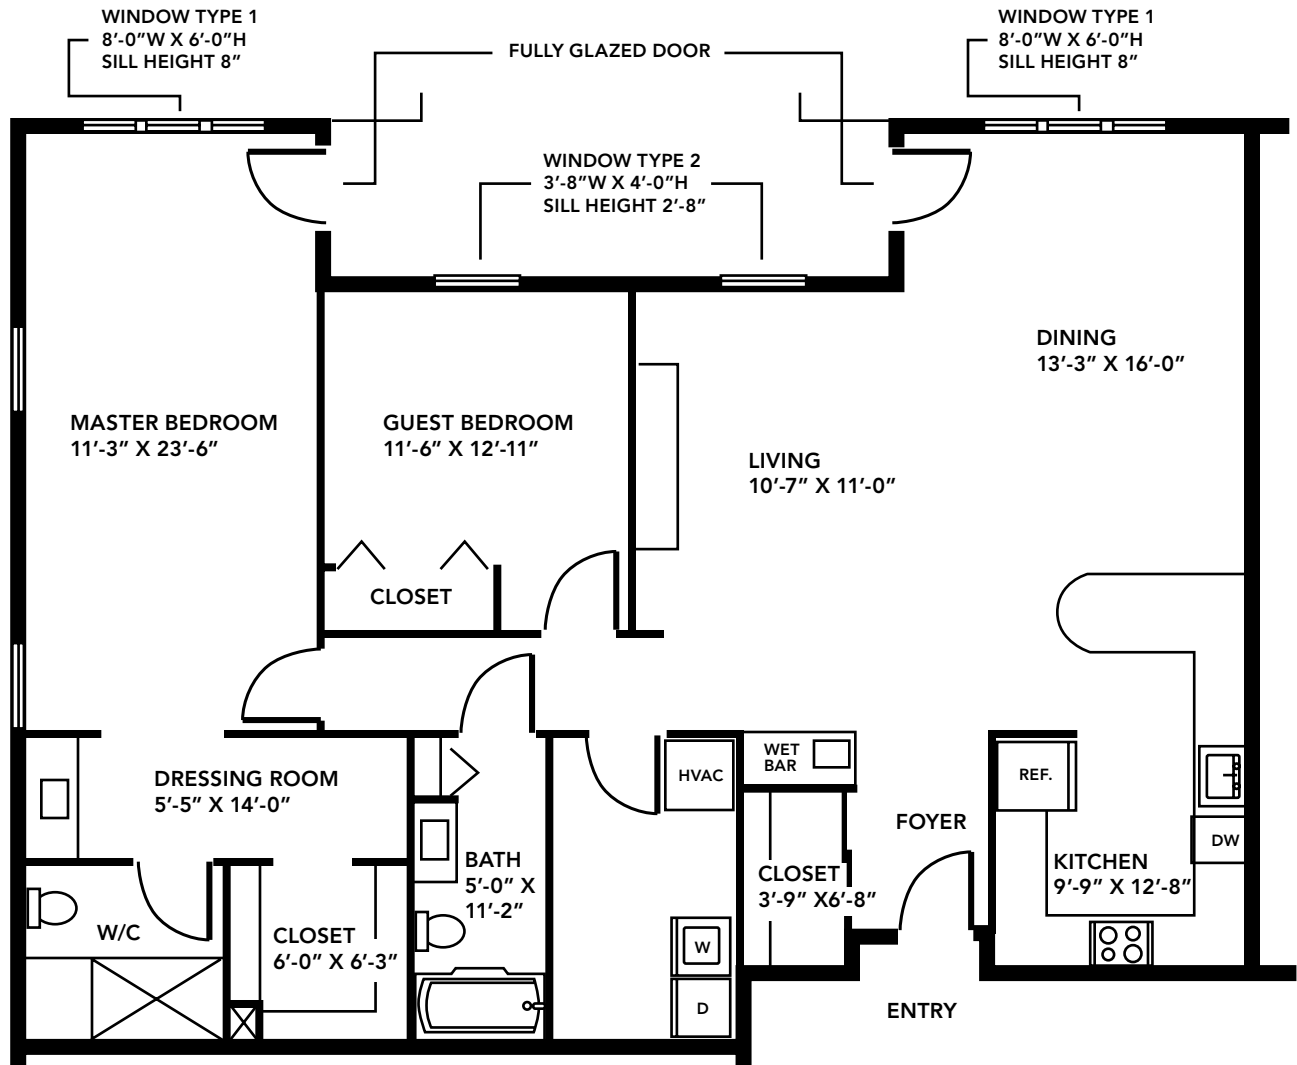 WINDOW TYPE 1
8’-0”W X 6’-0”H
SILL HEIGHT 8”
FULLY GLAZED DOOR
WINDOW TYPE 1
8’-0”W X 6’-0”H
SILL HEIGHT 8”
WINDOW TYPE 2
3’-8”W X 4’-0”H
SILL HEIGHT 2’-8”
DINING
13’-3” X 16’-0”
MASTER BEDROOM
11’-3” X 23’-6”
GUEST BEDROOM
11’-6” X 12’-11”
LIVING
10’-7” X 11’-0”
CLOSET
DRESSING ROOM
5’-5” X 14’-0”
HVAC
WET
BAR
REF.
FOYER
DW
BATH
5’-0” X
11’-2”
CLOSET
3’-9” X6’-8”
KITCHEN
9’-9” X 12’-8”
W/C
CLOSET
6’-0” X 6’-3”
W
D
ENTRY